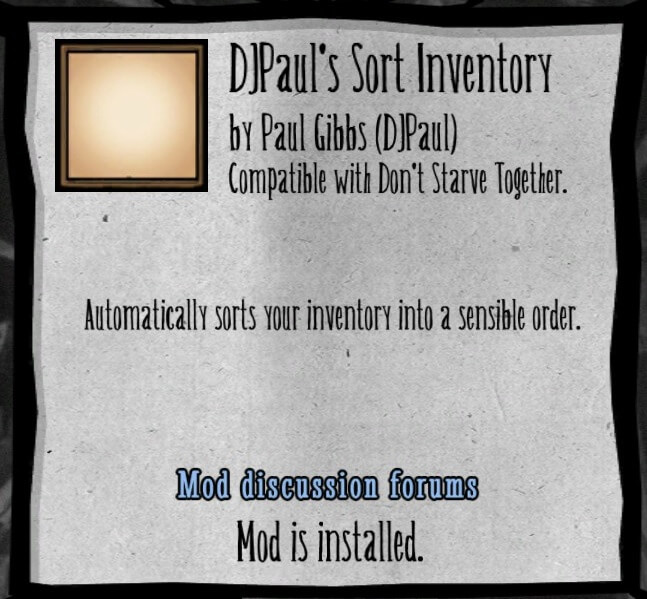 DJPaul's Sort Inventory
by Paul Gibbs (DJPaul)
Compatible with Don't Starve Together.
Automatically sorts your inventory into a sensible order.
Mod discussion forums
Mod is installed.